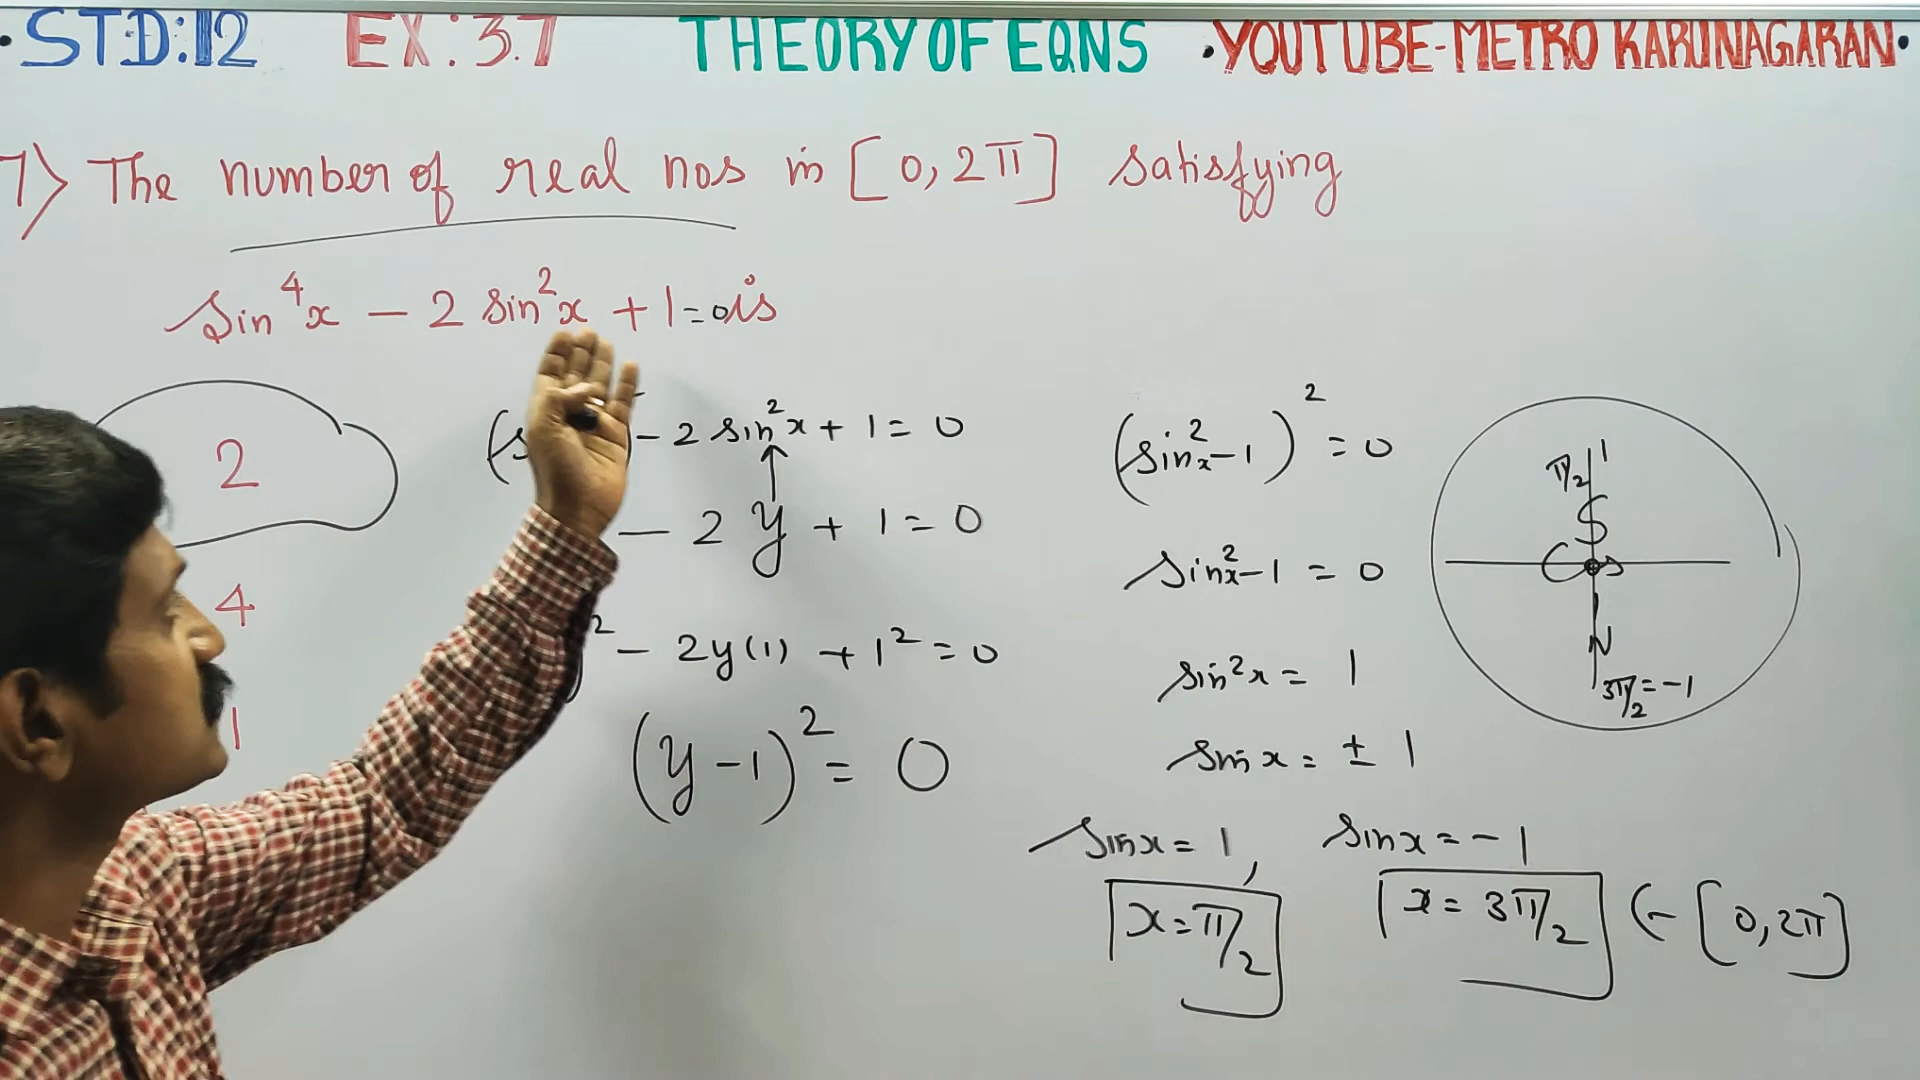 ·STD:12 EX:3.7 THEORY OF EQNS ·YOUTUBE-METRO KARUNAGARAN·
7) The number of real nos in [0, 2π] satisfying
sin⁴x − 2 sin²x + 1 = 0 is
2
4
1
− 2 sin²x + 1 = 0
− 2 y + 1 = 0
² − 2y(1) + 1² = 0
(y−1)² = 0
(sin²x−1)² = 0
sin²x−1 = 0
sin²x = 1
sin x = ± 1
sinx = 1, sinx = −1
x = π/2 x = 3π/2 ∈ [0, 2π]
π/2 1
S
C s
N
3π/2 = −1